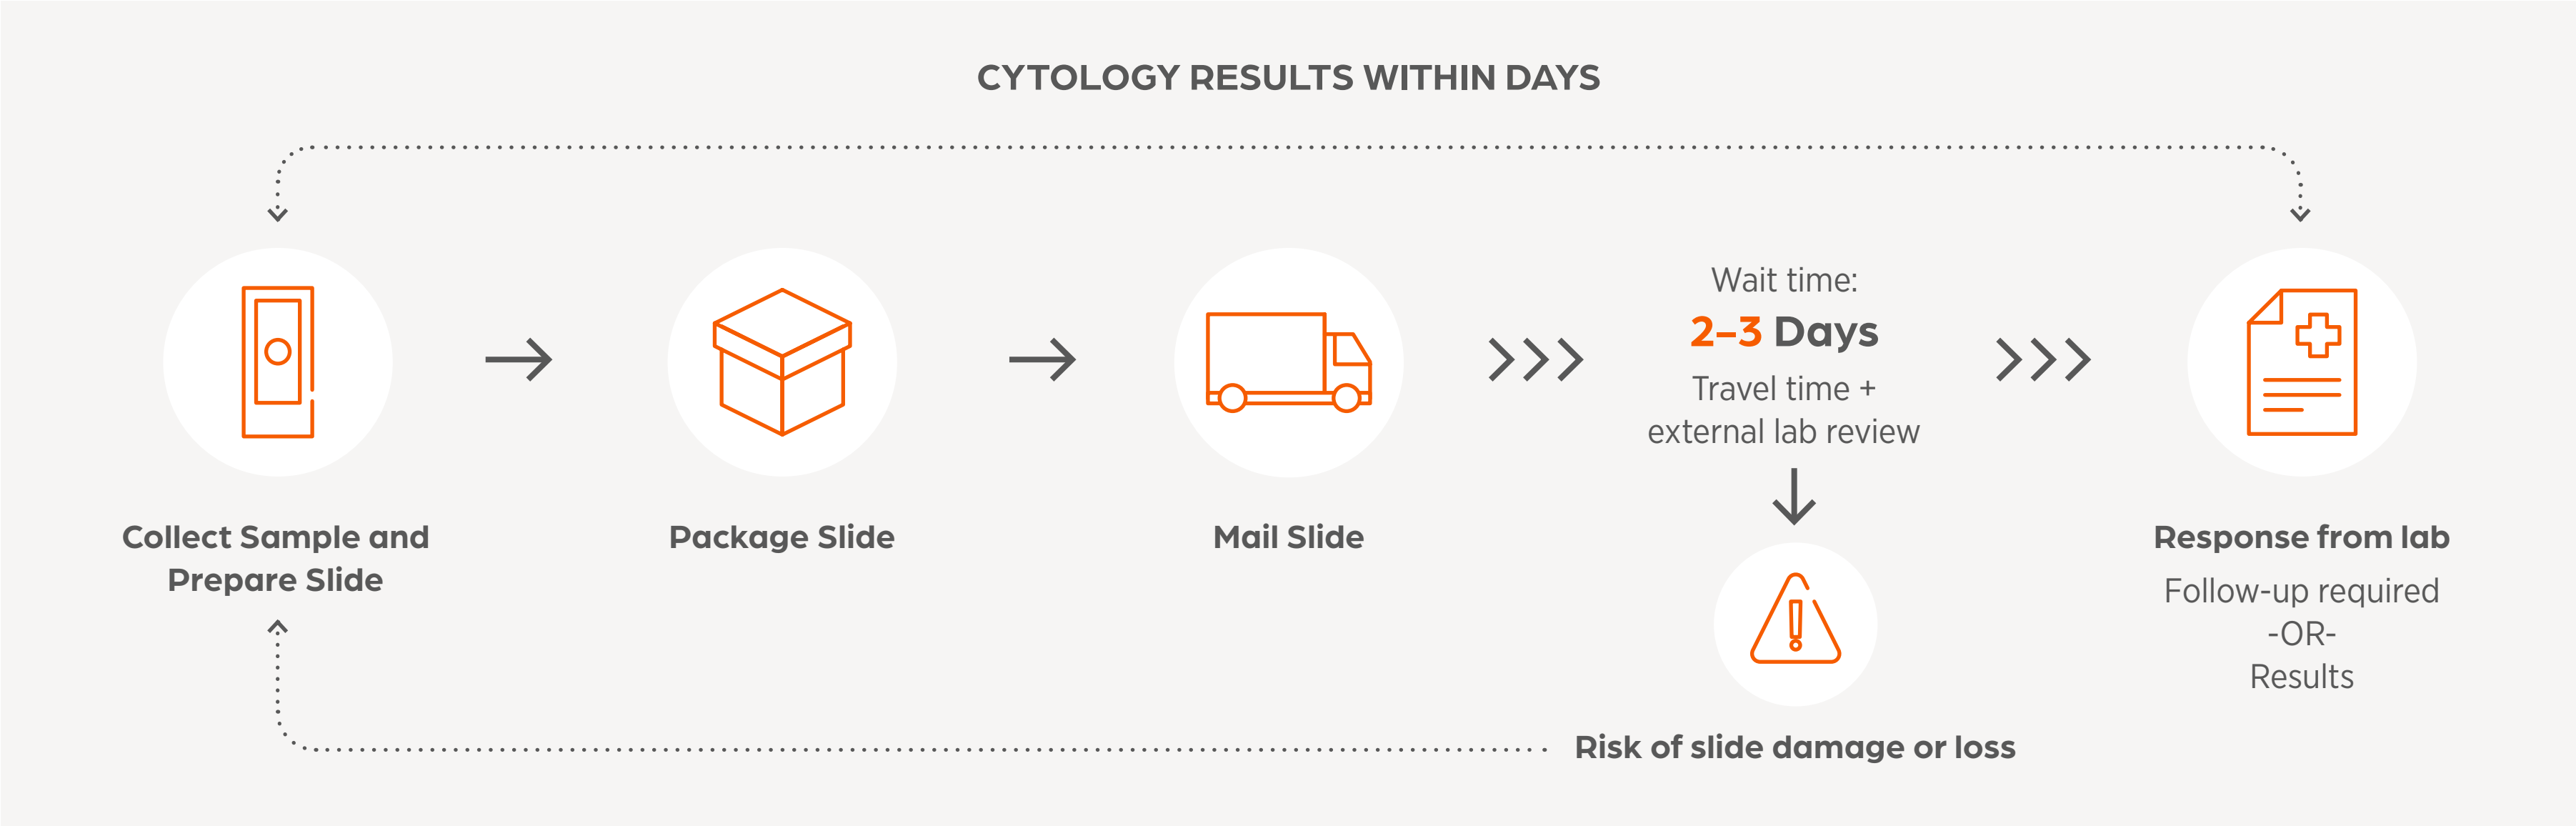 CYTOLOGY RESULTS WITHIN DAYS
Collect Sample and
Prepare Slide
Package Slide
Mail Slide
Wait time:
2–3 Days
Travel time +
external lab review
Risk of slide damage or loss
Response from lab
Follow-up required
-OR-
Results